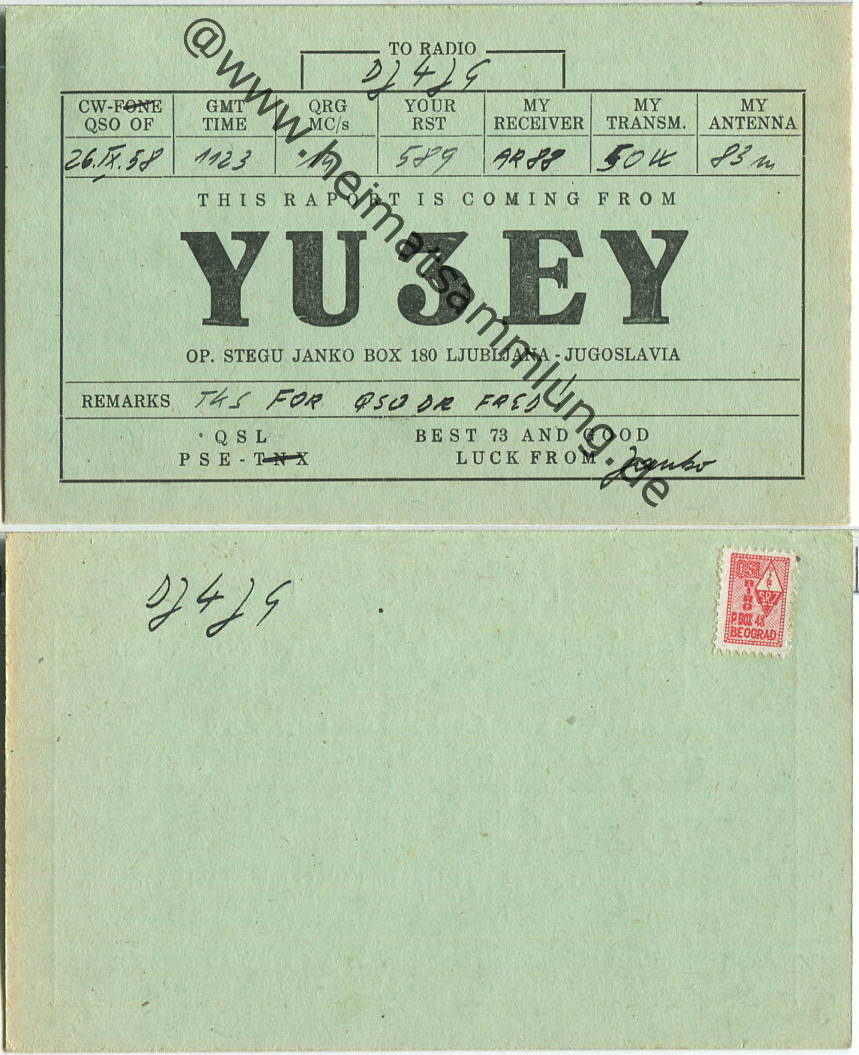 TO RADIO
DJ4JG
CW-FONE QSO OF
GMT TIME
QRG MC/s
YOUR RST
MY RECEIVER
MY TRANSM.
MY ANTENNA
26.IX.58
1123
589
AR88
50W
83m
THIS RAPORT IS COMING FROM
YU3EY
OP. STEGU JANKO BOX 180 LJUBLJANA - JUGOSLAVIA
REMARKS TKS FOR QSO DR FRED
QSL
PSE-TNX
BEST 73 AND GOOD
LUCK FROM Janko
@www.heimatsammlung.de
DJ4JG
QSL
BIRO
SRJ
P. BOX 48
BEOGRAD